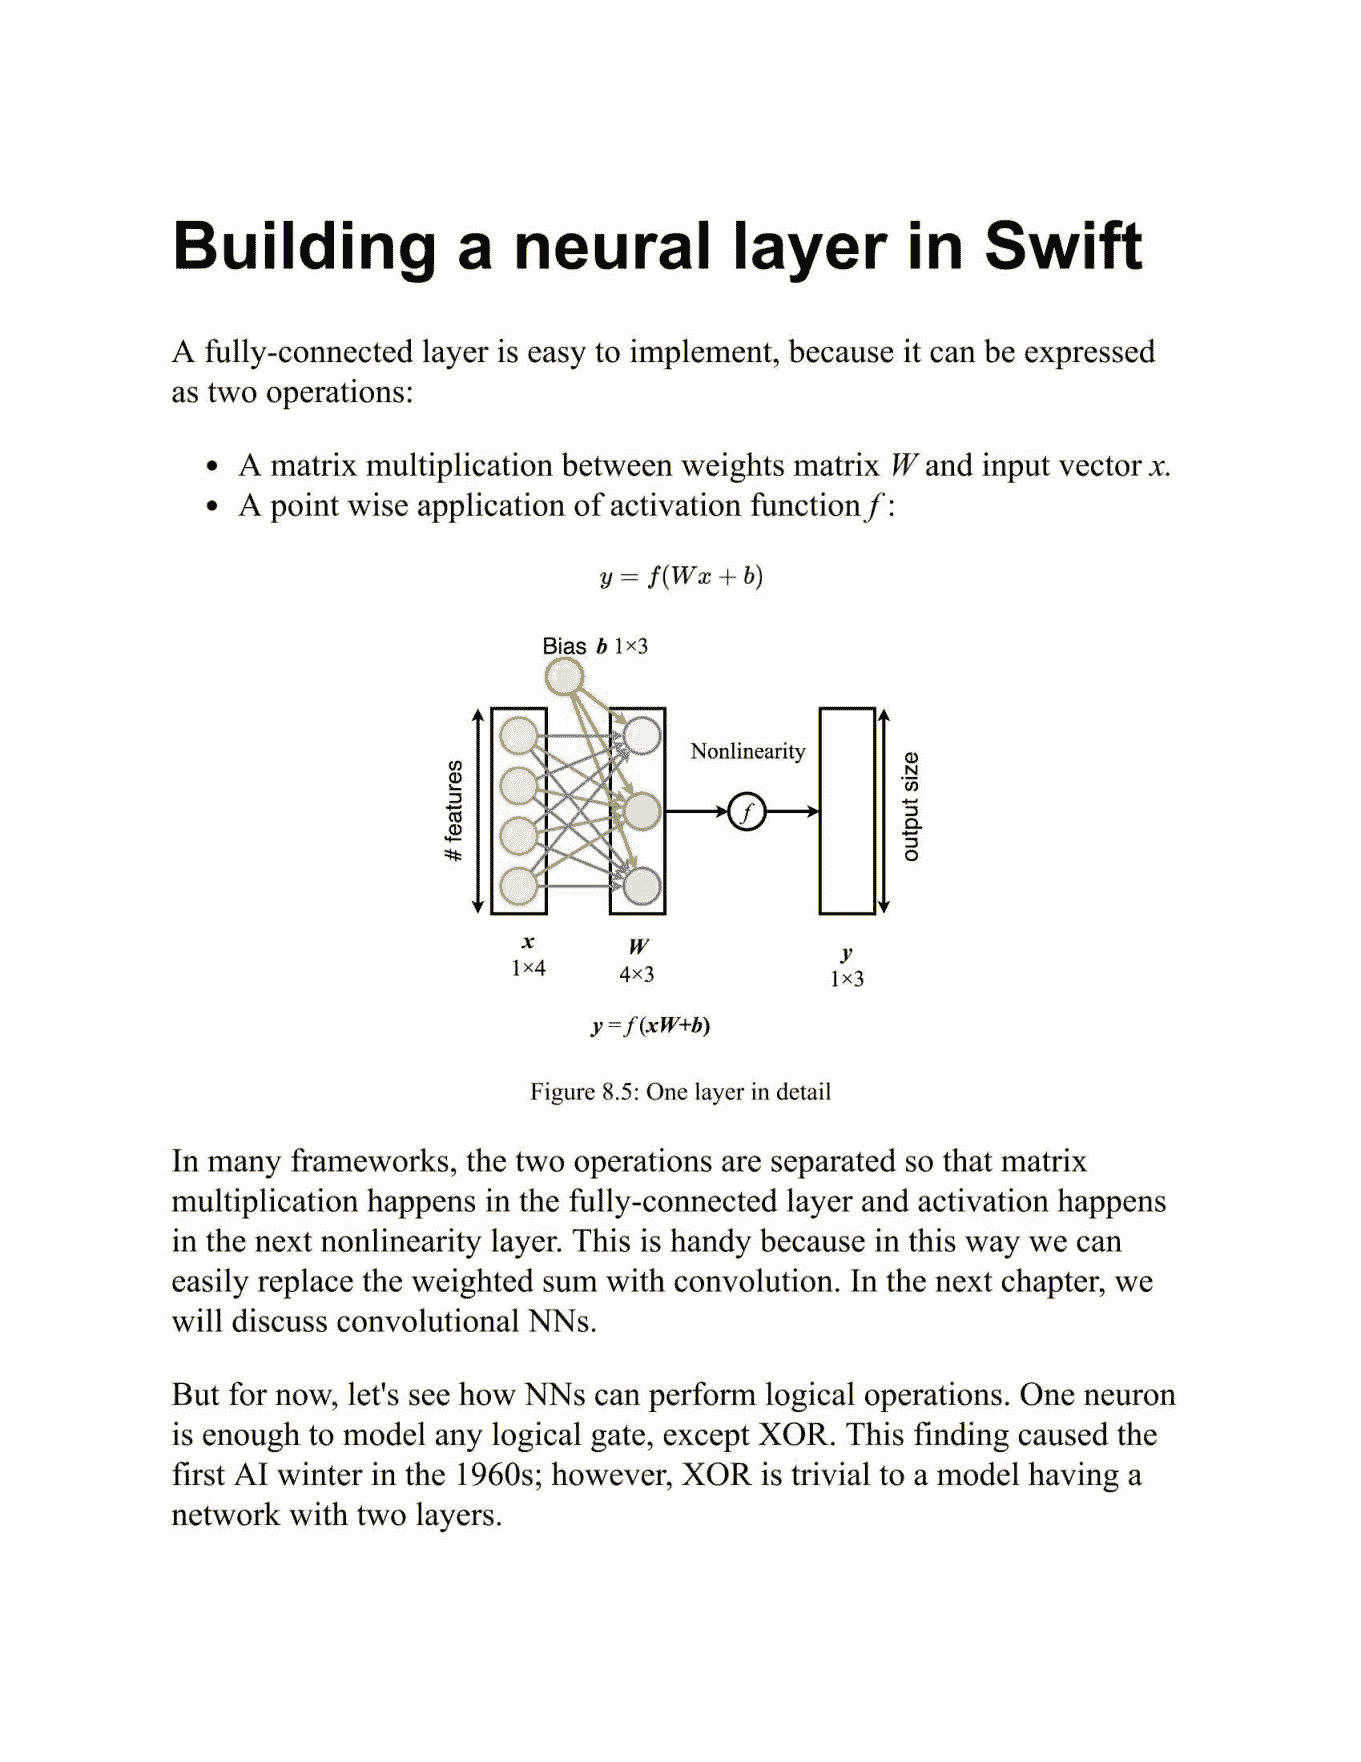 Building a neural layer in Swift
A fully-connected layer is easy to implement, because it can be expressed
as two operations:
• A matrix multiplication between weights matrix W and input vector x.
• A point wise application of activation function f :
y = f(Wx + b)
Bias b 1×3
# features
Nonlinearity
f
output size
x
1×4
W
4×3
y
1×3
y = f (xW+b)
Figure 8.5: One layer in detail
In many frameworks, the two operations are separated so that matrix
multiplication happens in the fully-connected layer and activation happens
in the next nonlinearity layer. This is handy because in this way we can
easily replace the weighted sum with convolution. In the next chapter, we
will discuss convolutional NNs.
But for now, let's see how NNs can perform logical operations. One neuron
is enough to model any logical gate, except XOR. This finding caused the
first AI winter in the 1960s; however, XOR is trivial to a model having a
network with two layers.